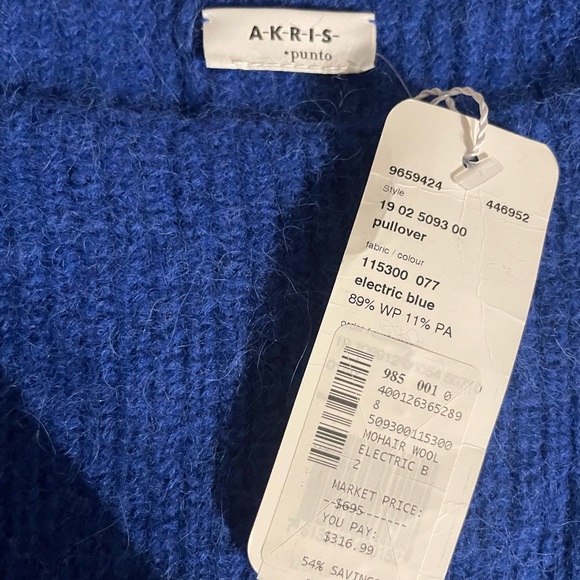 A-K-R-I-S-
•punto
9659424
446952
Style
19 02 5093 00
pullover
fabric / colour
115300 077
electric blue
89% WP 11% PA
985 001 0
400126365289
8
509300115300
MOHAIR WOOL
ELECTRIC B
2
MARKET PRICE:
$695
YOU PAY:
$316.99
54% SAVINGS